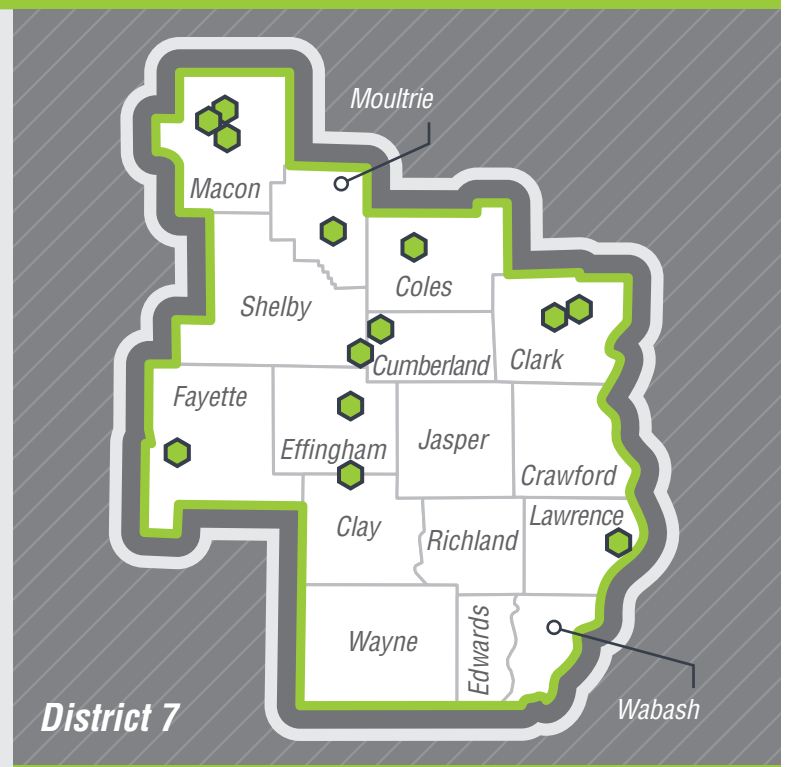 Moultrie
Macon
Coles
Shelby
Clark
Cumberland
Fayette
Jasper
Effingham
Crawford
Lawrence
Clay
Richland
Wayne
Edwards
Wabash
District 7